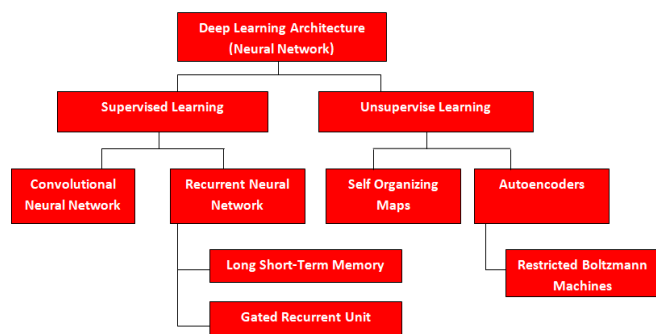 Deep Learning Architecture
(Neural Network)
Supervised Learning
Unsupervise Learning
Convolutional
Neural Network
Recurrent Neural
Network
Self Organizing
Maps
Autoencoders
Long Short-Term Memory
Restricted Boltzmann
Machines
Gated Recurrent Unit